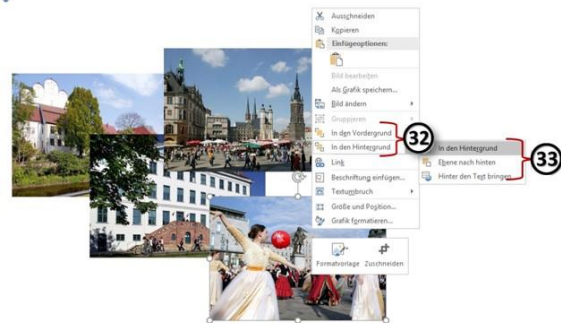 Ausschneiden
Kopieren
Einfügeoptionen:
Bild bearbeiten
Als Grafik speichern...
Bild ändern
Gruppieren
In den Vordergrund
In den Hintergrund
Link
Beschriftung einfügen...
Textumbruch
Größe und Position...
Grafik formatieren...
32
In den Hintergrund
Ebene nach hinten
Hinter den Text bringen
33
Formatvorlage Zuschneiden